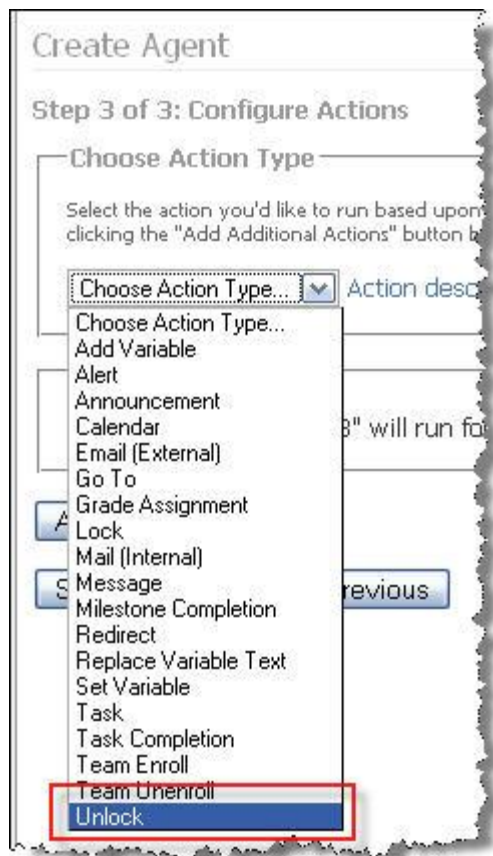 Create Agent
Step 3 of 3: Configure Actions
Choose Action Type
Select the action you'd like to run based upon
clicking the "Add Additional Actions" button
Choose Action Type... Action
Choose Action Type...
Add Variable
Alert
Announcement
Calendar
will run
Email (External)
Go To
Grade Assignment
Lock
Mail (Internal)
Message
Milestone Completion
Redirect
Replace Variable Text
Set Variable
Task
Task Completion
Team Enroll
Team Unenroll
Unlock